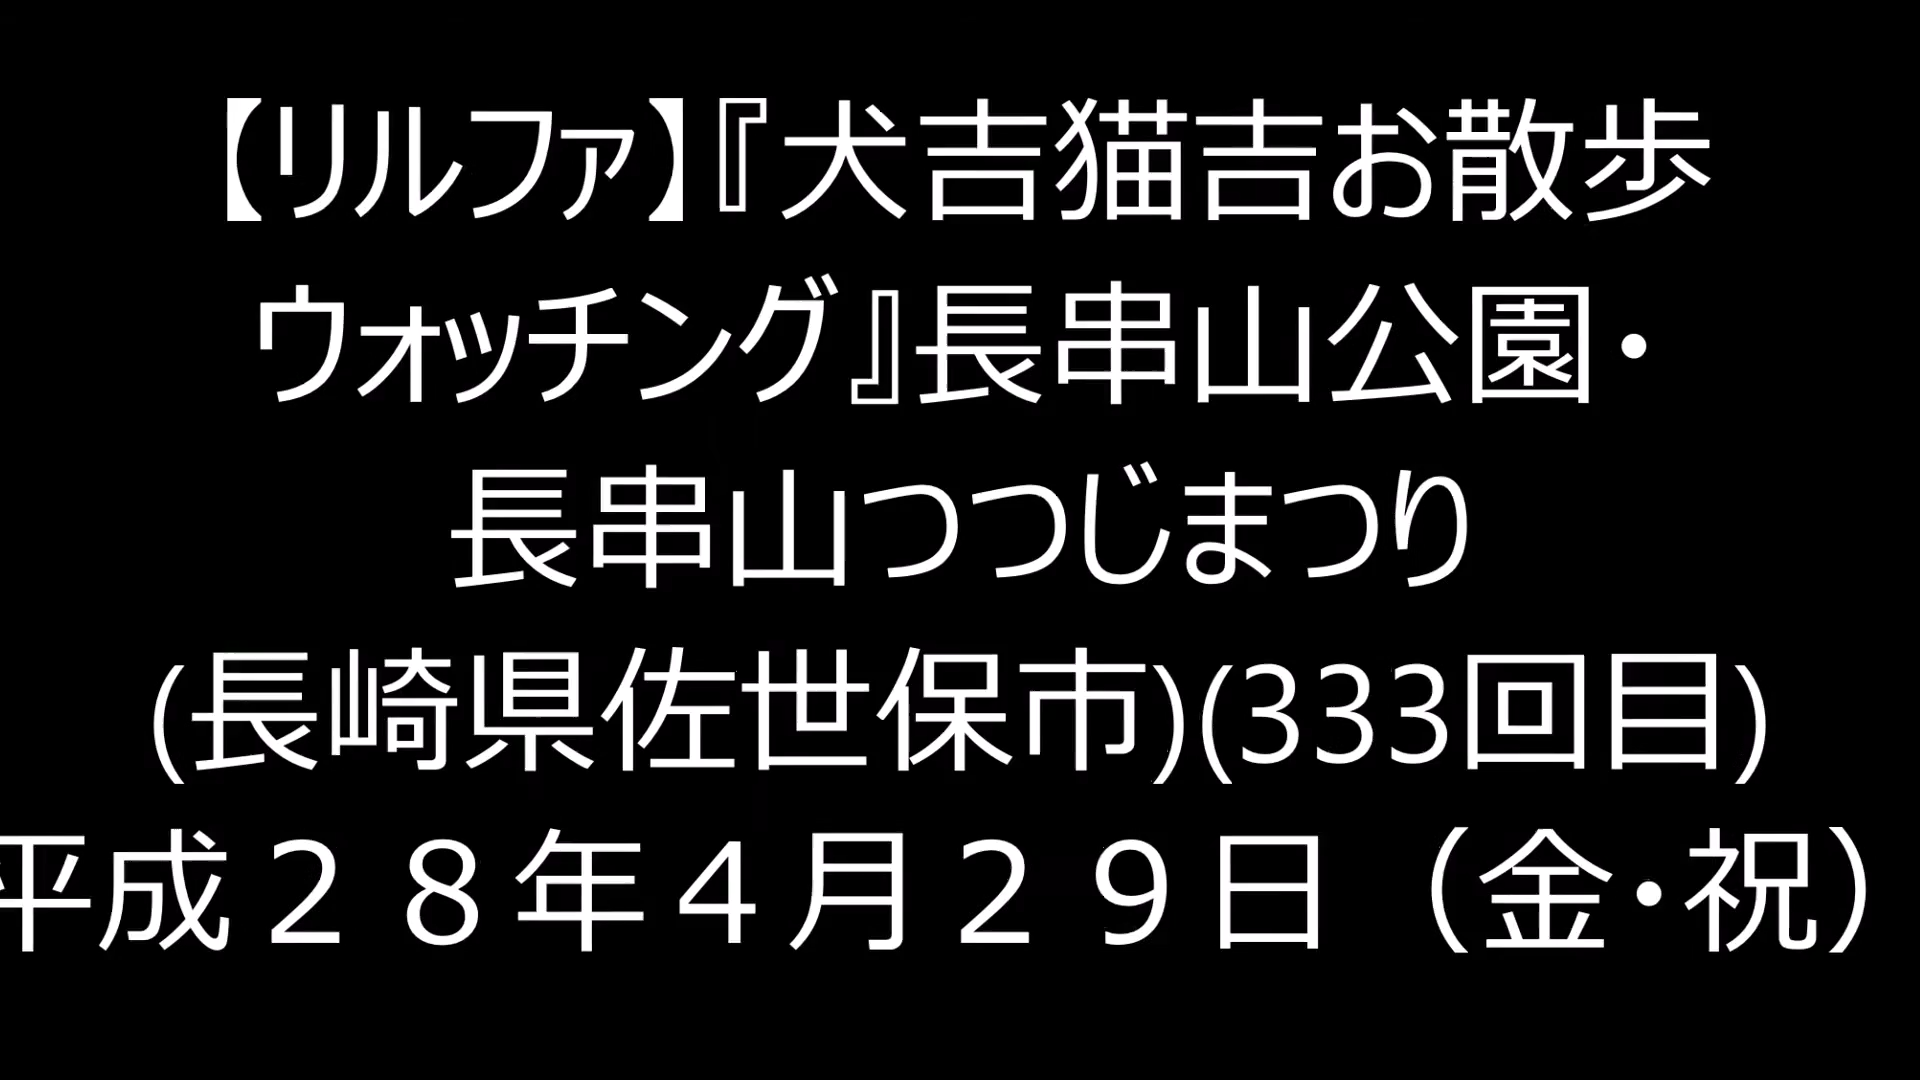 【リルファ】『犬吉猫吉お散歩
ウォッチング』長串山公園・
長串山つつじまつり
(長崎県佐世保市)(333回目)
平成２８年４月２９日（金・祝）